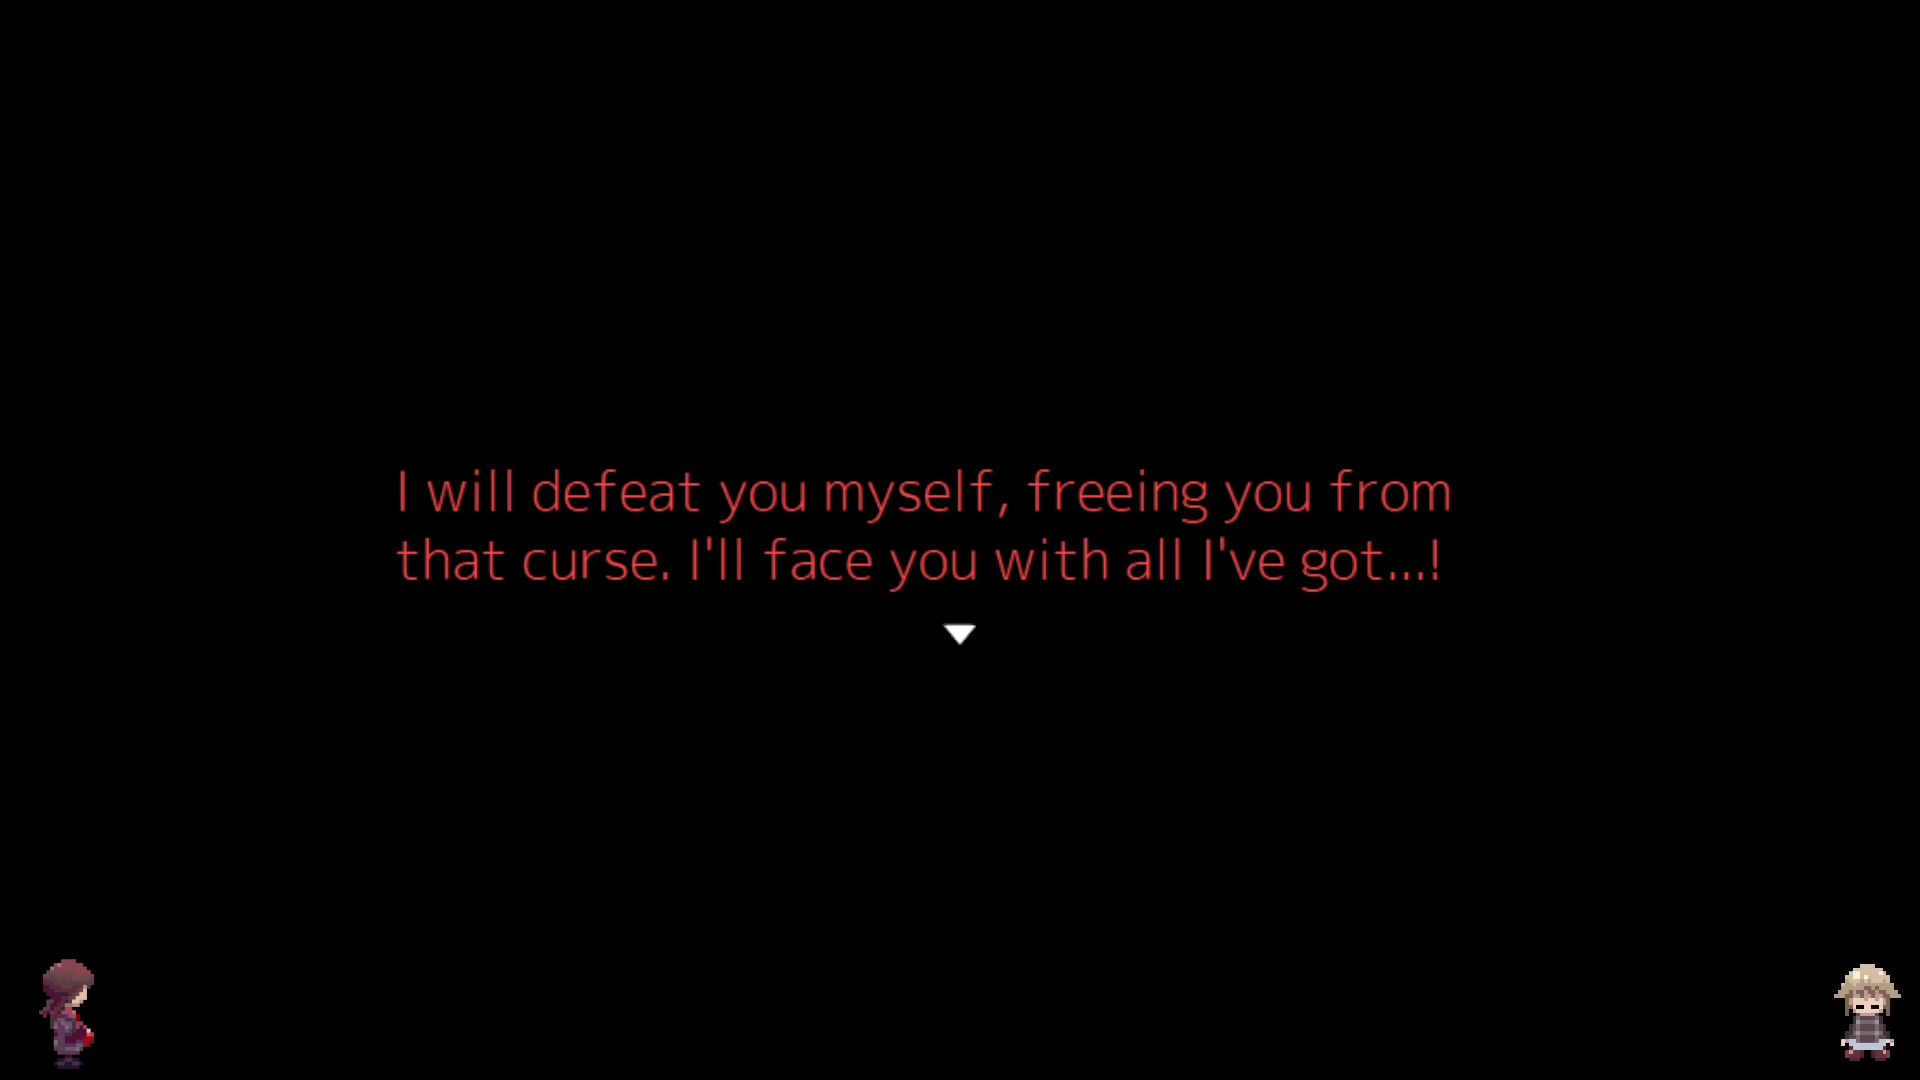 I will defeat you myself, freeing you from
that curse. I'll face you with all I've got...!